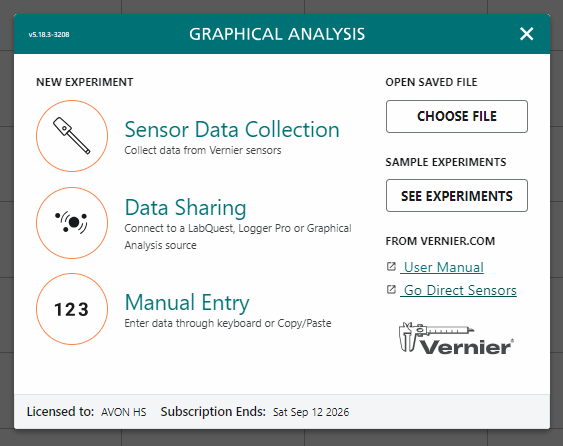 v5.18.3-3208
GRAPHICAL ANALYSIS
NEW EXPERIMENT
Sensor Data Collection
Collect data from Vernier sensors
Data Sharing
Connect to a LabQuest, Logger Pro or Graphical
Analysis source
123
Manual Entry
Enter data through keyboard or Copy/Paste
OPEN SAVED FILE
CHOOSE FILE
SAMPLE EXPERIMENTS
SEE EXPERIMENTS
FROM VERNIER.COM
User Manual
Go Direct Sensors
Vernier®
Licensed to: AVON HS Subscription Ends: Sat Sep 12 2026